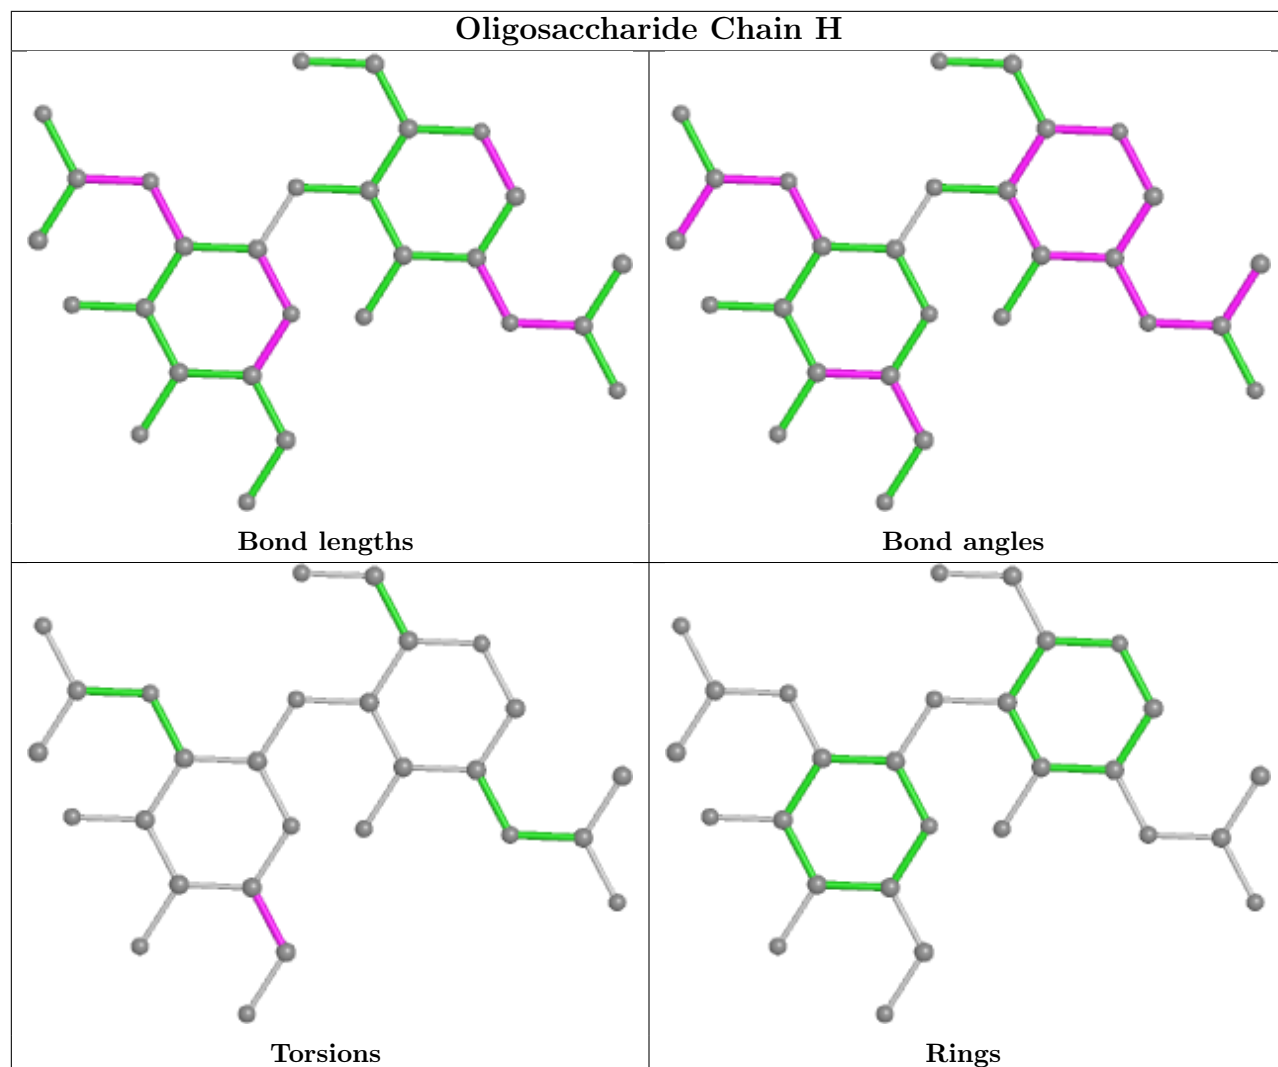 Oligosaccharide Chain H
Bond lengths
Bond angles
Torsions
Rings